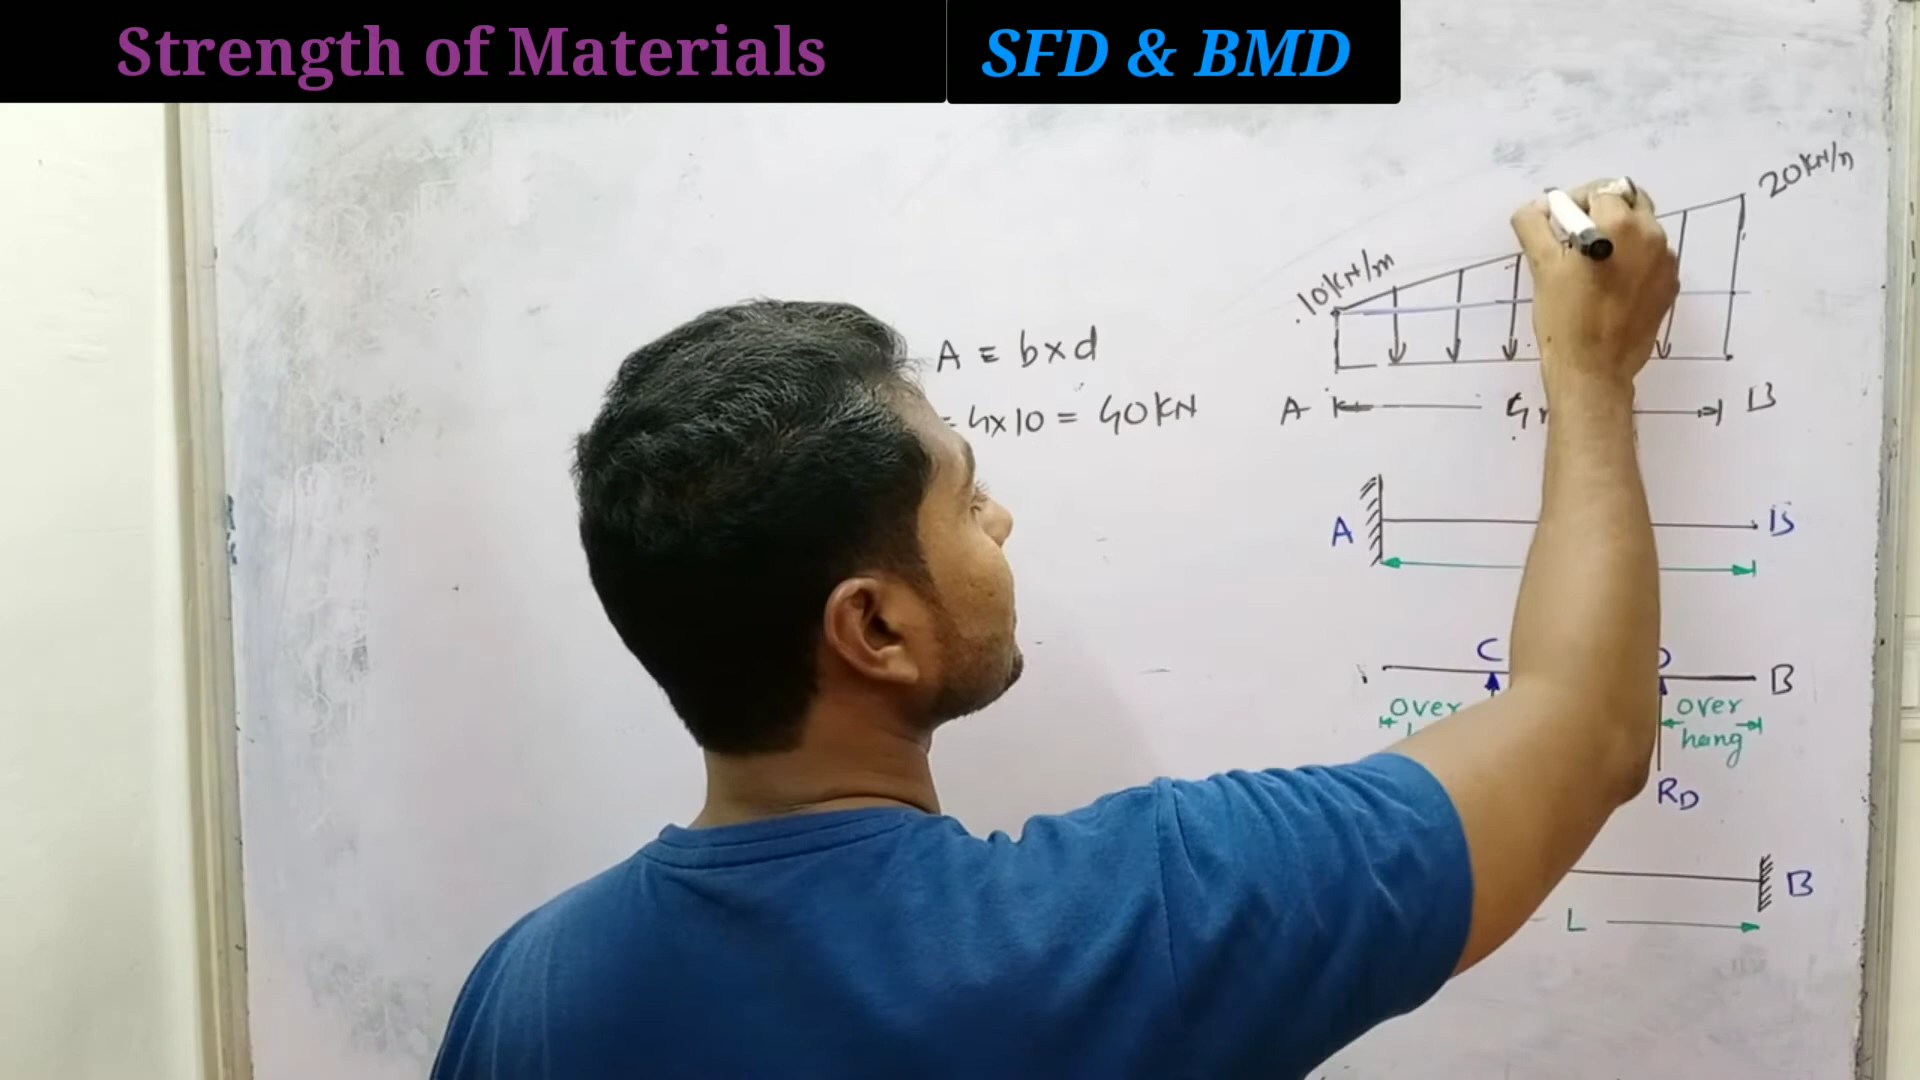 Strength of Materials
SFD & BMD
20KN/m
10KN/m
A = b×d
= 4×10 = 40KN
A
B
A
B
C
B
over
over
hang
RD
B
L